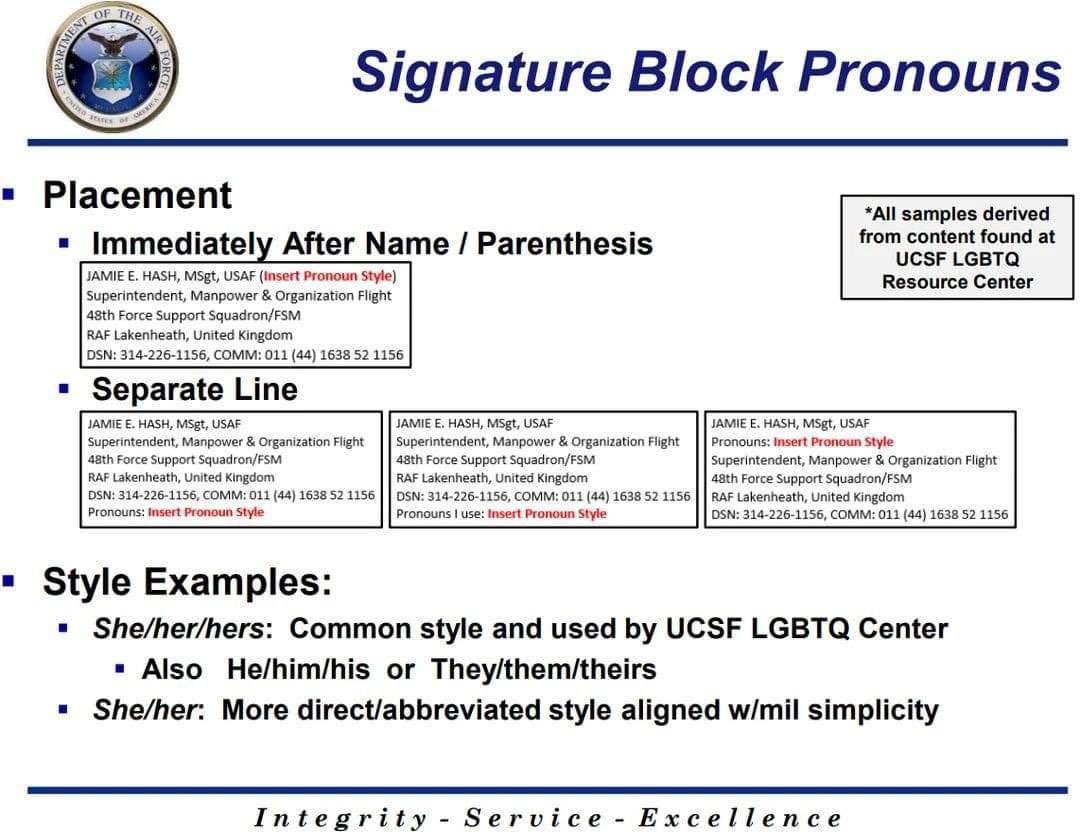 DEPARTMENT OF THE AIR FORCE
UNITED STATES OF AMERICA
Signature Block Pronouns
▪ Placement
▪ Immediately After Name / Parenthesis
JAMIE E. HASH, MSgt, USAF (Insert Pronoun Style)
Superintendent, Manpower & Organization Flight
48th Force Support Squadron/FSM
RAF Lakenheath, United Kingdom
DSN: 314-226-1156, COMM: 011 (44) 1638 52 1156
*All samples derived
from content found at
UCSF LGBTQ
Resource Center
▪ Separate Line
JAMIE E. HASH, MSgt, USAF
Superintendent, Manpower & Organization Flight
48th Force Support Squadron/FSM
RAF Lakenheath, United Kingdom
DSN: 314-226-1156, COMM: 011 (44) 1638 52 1156
Pronouns: Insert Pronoun Style
JAMIE E. HASH, MSgt, USAF
Superintendent, Manpower & Organization Flight
48th Force Support Squadron/FSM
RAF Lakenheath, United Kingdom
DSN: 314-226-1156, COMM: 011 (44) 1638 52 1156
Pronouns I use: Insert Pronoun Style
JAMIE E. HASH, MSgt, USAF
Pronouns: Insert Pronoun Style
Superintendent, Manpower & Organization Flight
48th Force Support Squadron/FSM
RAF Lakenheath, United Kingdom
DSN: 314-226-1156, COMM: 011 (44) 1638 52 1156
▪ Style Examples:
▪ She/her/hers: Common style and used by UCSF LGBTQ Center
▪ Also He/him/his or They/them/theirs
▪ She/her: More direct/abbreviated style aligned w/mil simplicity
Integrity - Service - Excellence